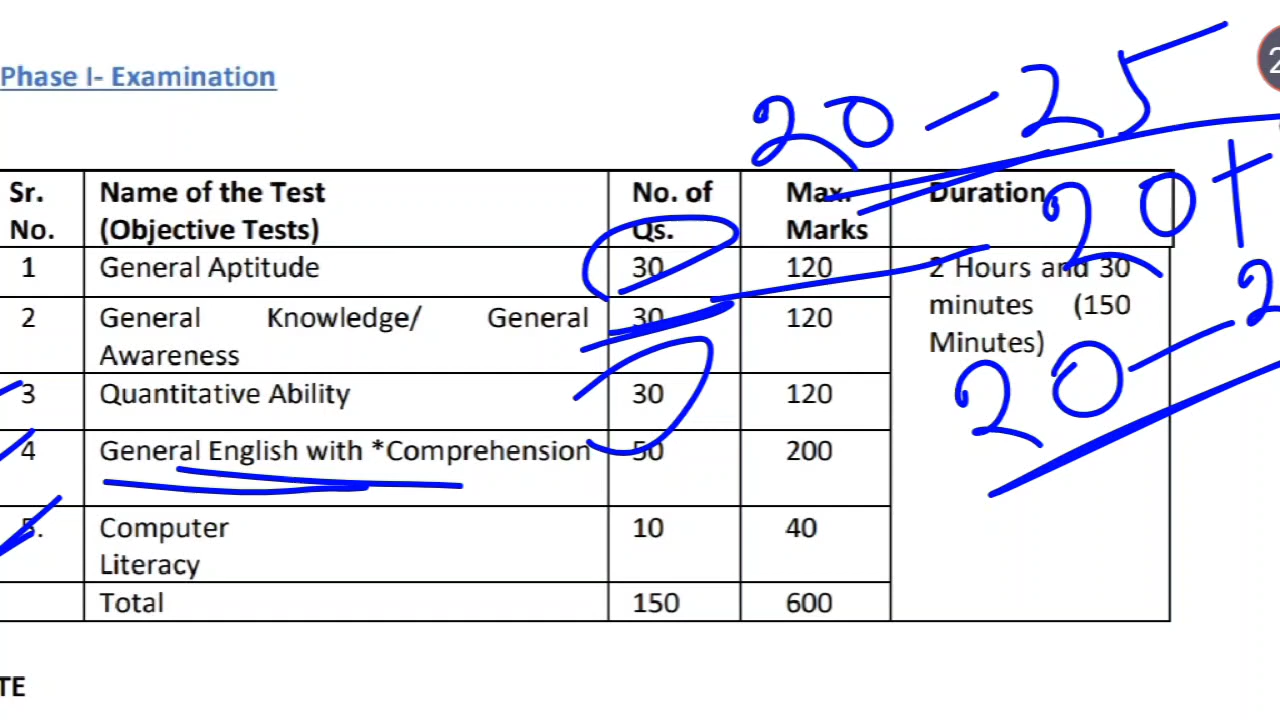 Phase I- Examination
20 - 25
Sr. No. Name of the Test (Objective Tests) No. of Qs. Max. Marks Duration
20+
1 General Aptitude 30 120 2 Hours and 30 minutes (150 Minutes)
2 General Knowledge/ General Awareness 30 120
20 - 2
3 Quantitative Ability 30 120
4 General English with *Comprehension 50 200
5. Computer Literacy 10 40
Total 150 600
TE